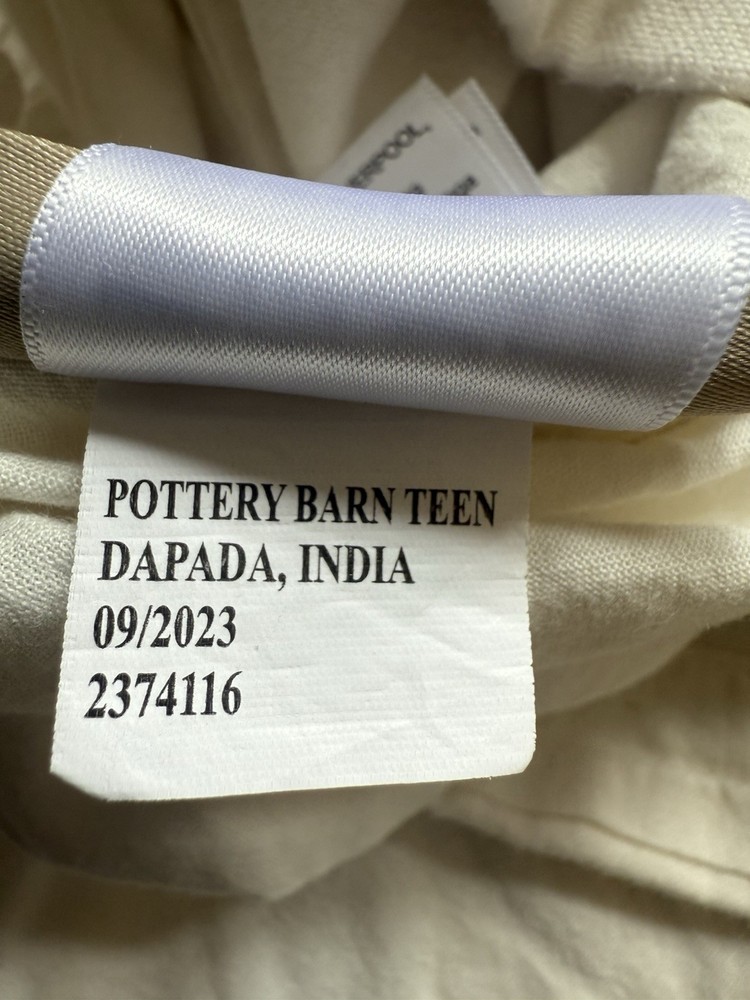 POTTERY BARN TEEN
DAPADA, INDIA
09/2023
2374116